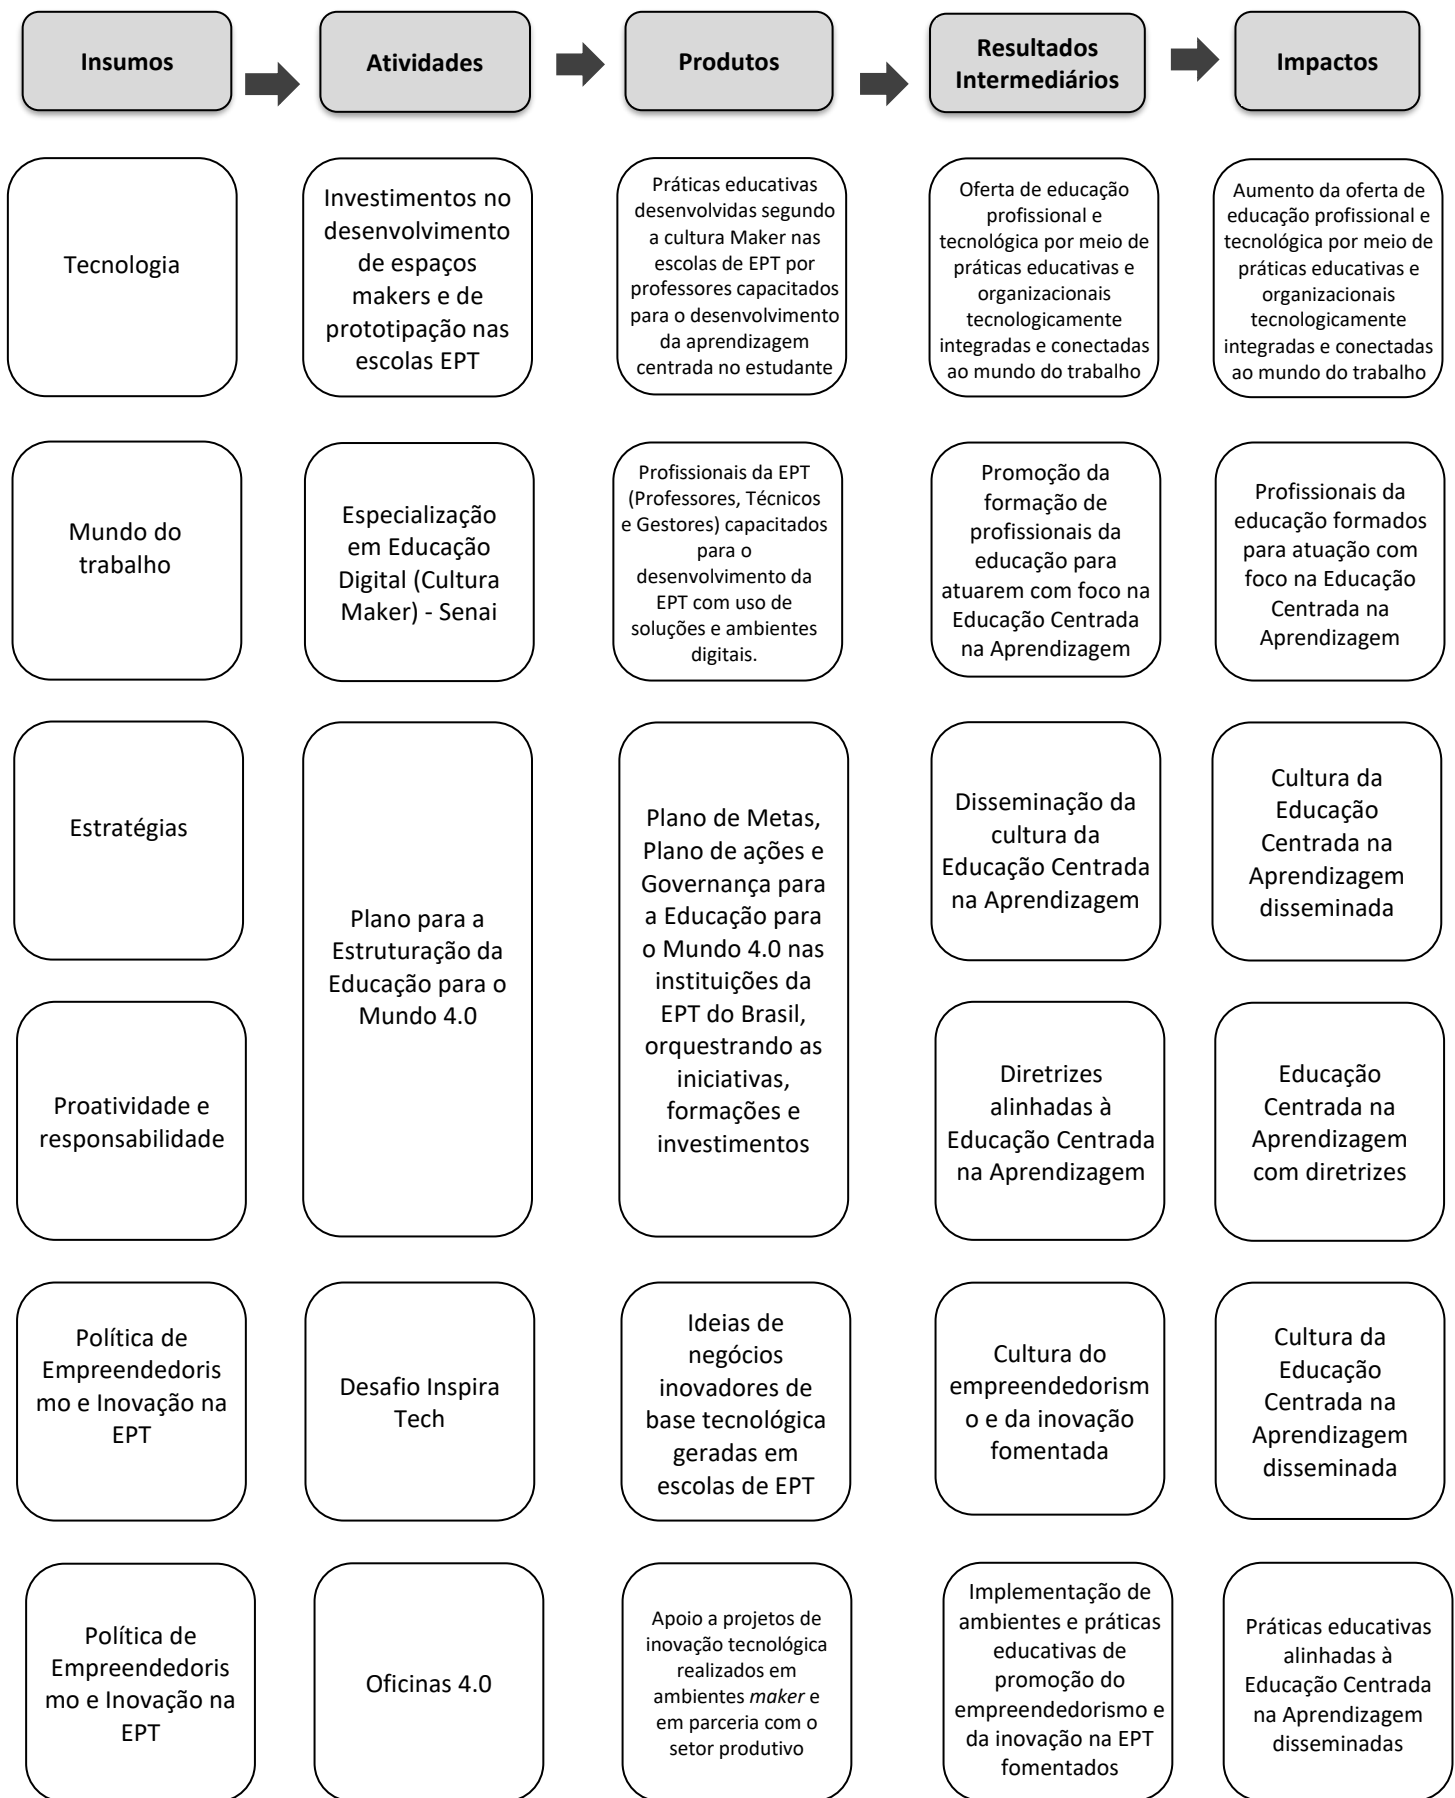 Insumos
Atividades
Produtos
Resultados
Intermediários
Impactos
Tecnologia
Investimentos no
desenvolvimento
de espaços
makers e de
prototipação nas
escolas EPT
Práticas educativas
desenvolvidas segundo
a cultura Maker nas
escolas de EPT por
professores capacitados
para o desenvolvimento
da aprendizagem
centrada no estudante
Oferta de educação
profissional e
tecnológica por meio de
práticas educativas e
organizacionais
tecnologicamente
integradas e conectadas
ao mundo do trabalho
Aumento da oferta de
educação profissional e
tecnológica por meio de
práticas educativas e
organizacionais
tecnologicamente
integradas e conectadas
ao mundo do trabalho
Mundo do
trabalho
Especialização
em Educação
Digital (Cultura
Maker) - Senai
Profissionais da EPT
(Professores, Técnicos
e Gestores) capacitados
para o
desenvolvimento da
EPT com uso de
soluções e ambientes
digitais.
Promoção da
formação de
profissionais da
educação para
atuarem com foco na
Educação Centrada
na Aprendizagem
Profissionais da
educação formados
para atuação com
foco na Educação
Centrada na
Aprendizagem
Estratégias
Plano para a
Estruturação da
Educação para o
Mundo 4.0
Plano de Metas,
Plano de ações e
Governança para
a Educação para
o Mundo 4.0 nas
instituições da
EPT do Brasil,
orquestrando as
iniciativas,
formações e
investimentos
Disseminação da
cultura da
Educação Centrada
na Aprendizagem
Cultura da
Educação
Centrada na
Aprendizagem
disseminada
Proatividade e
responsabilidade
Diretrizes
alinhadas à
Educação Centrada
na Aprendizagem
Educação
Centrada na
Aprendizagem
com diretrizes
Política de
Empreendedoris
mo e Inovação na
EPT
Desafio Inspira
Tech
Ideias de
negócios
inovadores de
base tecnológica
geradas em
escolas de EPT
Cultura do
empreendedorism
o e da inovação
fomentada
Cultura da
Educação
Centrada na
Aprendizagem
disseminada
Política de
Empreendedoris
mo e Inovação na
EPT
Oficinas 4.0
Apoio a projetos de
inovação tecnológica
realizados em
ambientes maker e
em parceria com o
setor produtivo
Implementação de
ambientes e práticas
educativas de
promoção do
empreendedorismo e
da inovação na EPT
fomentados
Práticas educativas
alinhadas à
Educação Centrada
na Aprendizagem
disseminadas